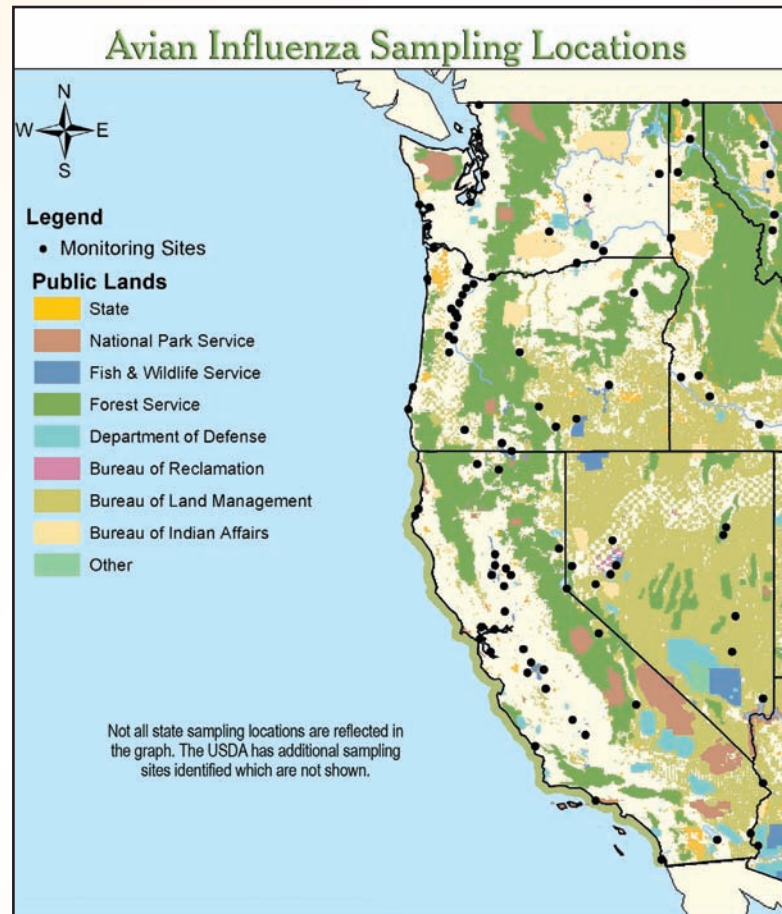 Avian Influenza Sampling Locations
N
W E
S
Legend
Monitoring Sites
Public Lands
State
National Park Service
Fish & Wildlife Service
Forest Service
Department of Defense
Bureau of Reclamation
Bureau of Land Management
Bureau of Indian Affairs
Other
Not all state sampling locations are reflected in
the graph. The USDA has additional sampling
sites identified which are not shown.